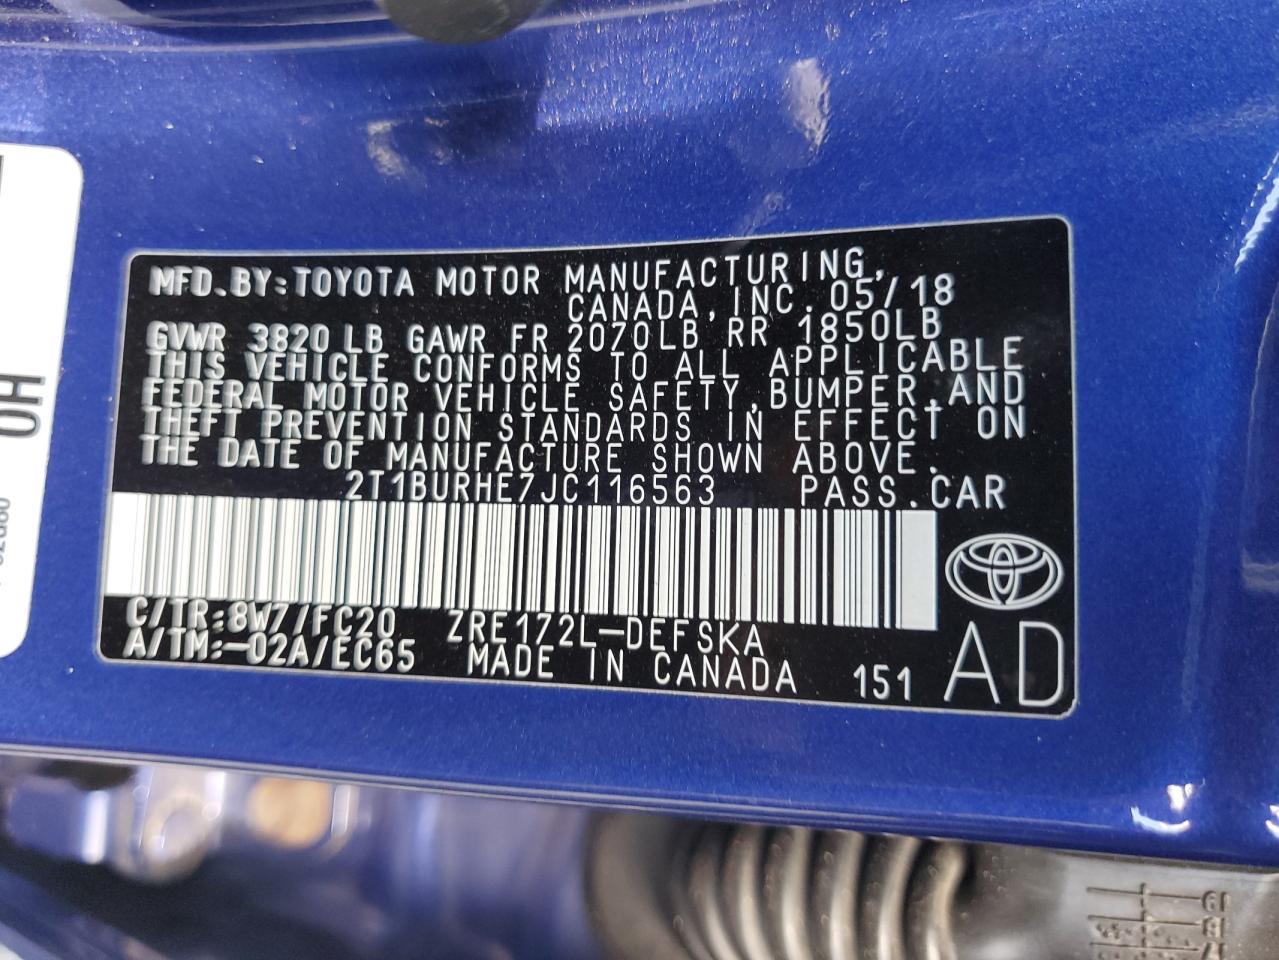 MFD.BY:TOYOTA MOTOR MANUFACTURING,
CANADA,INC.05/18
GVWR 3820LB GAWR FR 2070LB RR 1850LB
THIS VEHICLE CONFORMS TO ALL APPLICABLE
FEDERAL MOTOR VEHICLE SAFETY,BUMPER,AND
THEFT PREVENTION STANDARDS IN EFFECT ON
THE DATE OF MANUFACTURE SHOWN ABOVE.
2T1BURHE7JC116563 PASS.CAR
C/TR:8W7/FC20 ZRE172L-DEFSKA
A/TM:-02A/EC65 MADE IN CANADA 151 AD
OH